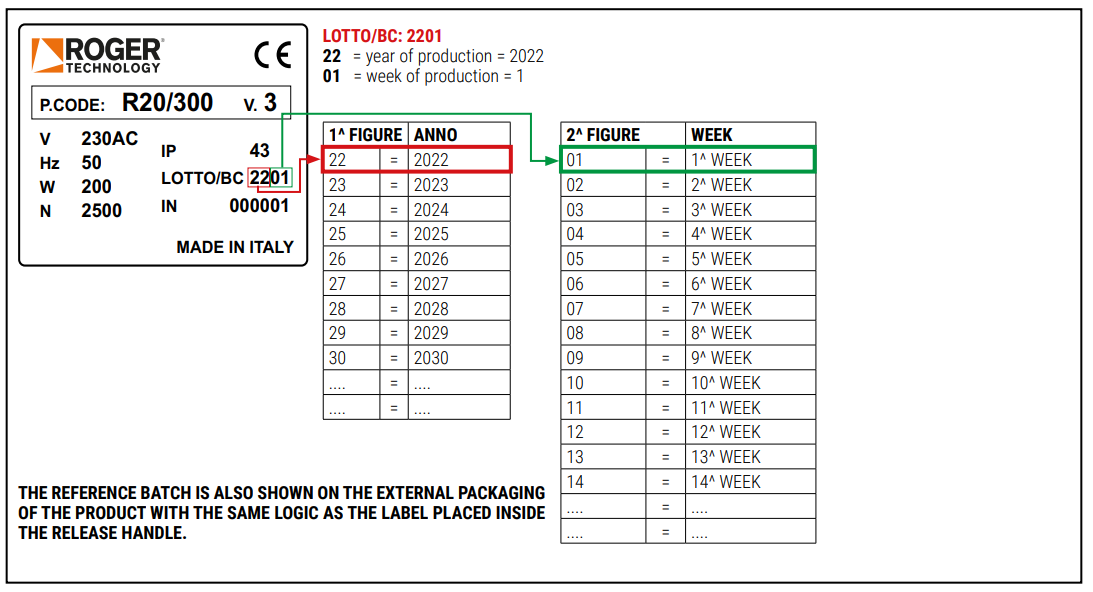 ROGER
TECHNOLOGY
CE
P.CODE: R20/300 V. 3
V 230AC
Hz 50
W 200
N 2500
IP 43
LOTTO/BC 2201
IN 000001
MADE IN ITALY
LOTTO/BC: 2201
22 = year of production = 2022
01 = week of production = 1
1^ FIGURE ANNO
22 = 2022
23 = 2023
24 = 2024
25 = 2025
26 = 2026
27 = 2027
28 = 2028
29 = 2029
30 = 2030
.... = ....
.... = ....
2^ FIGURE WEEK
01 = 1^ WEEK
02 = 2^ WEEK
03 = 3^ WEEK
04 = 4^ WEEK
05 = 5^ WEEK
06 = 6^ WEEK
07 = 7^ WEEK
08 = 8^ WEEK
09 = 9^ WEEK
10 = 10^ WEEK
11 = 11^ WEEK
12 = 12^ WEEK
13 = 13^ WEEK
14 = 14^ WEEK
.... = ....
.... = ....
THE REFERENCE BATCH IS ALSO SHOWN ON THE EXTERNAL PACKAGING
OF THE PRODUCT WITH THE SAME LOGIC AS THE LABEL PLACED INSIDE
THE RELEASE HANDLE.